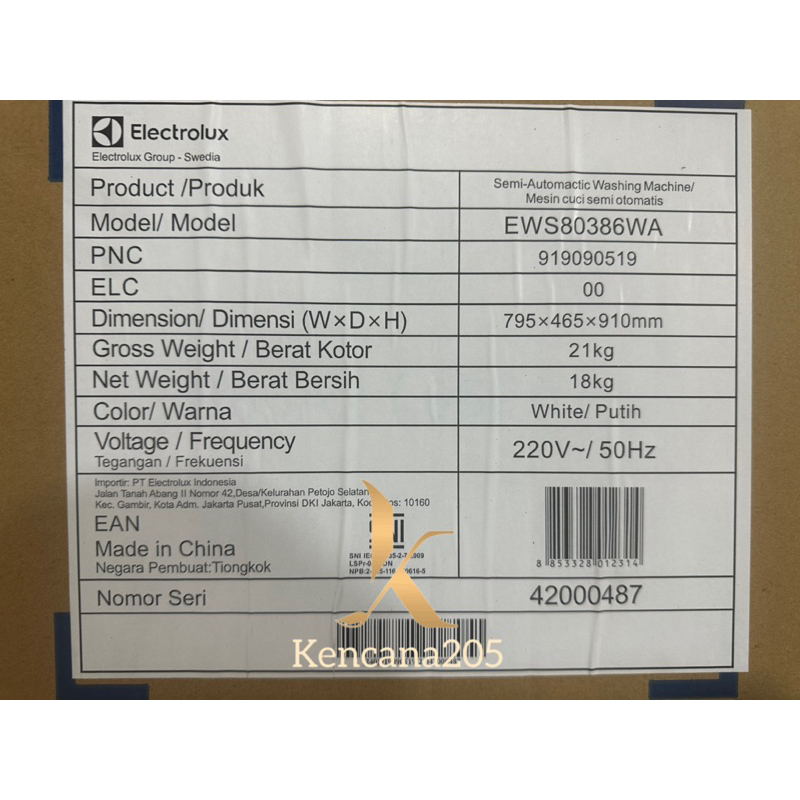 Electrolux
Electrolux Group - Swedia
Product /Produk
Semi-Automactic Washing Machine/
Mesin cuci semi otomatis
Model/ Model
EWS80386WA
PNC
919090519
ELC
00
Dimension/ Dimensi (W×D×H)
795×465×910mm
Gross Weight / Berat Kotor
21kg
Net Weight / Berat Bersih
18kg
Color/ Warna
White/ Putih
Voltage / Frequency
Tegangan / Frekuensi
220V~/ 50Hz
Importir: PT Electrolux Indonesia
Jalan Tanah Abang II Nomor 42,Desa/Kelurahan Petojo Selatan
Kec. Gambir, Kota Adm. Jakarta Pusat,Provinsi DKI Jakarta, 10160
EAN
Made in China
Negara Pembuat:Tiongkok
SNI
8 853328 012314
Nomor Seri
42000487
Kencana205